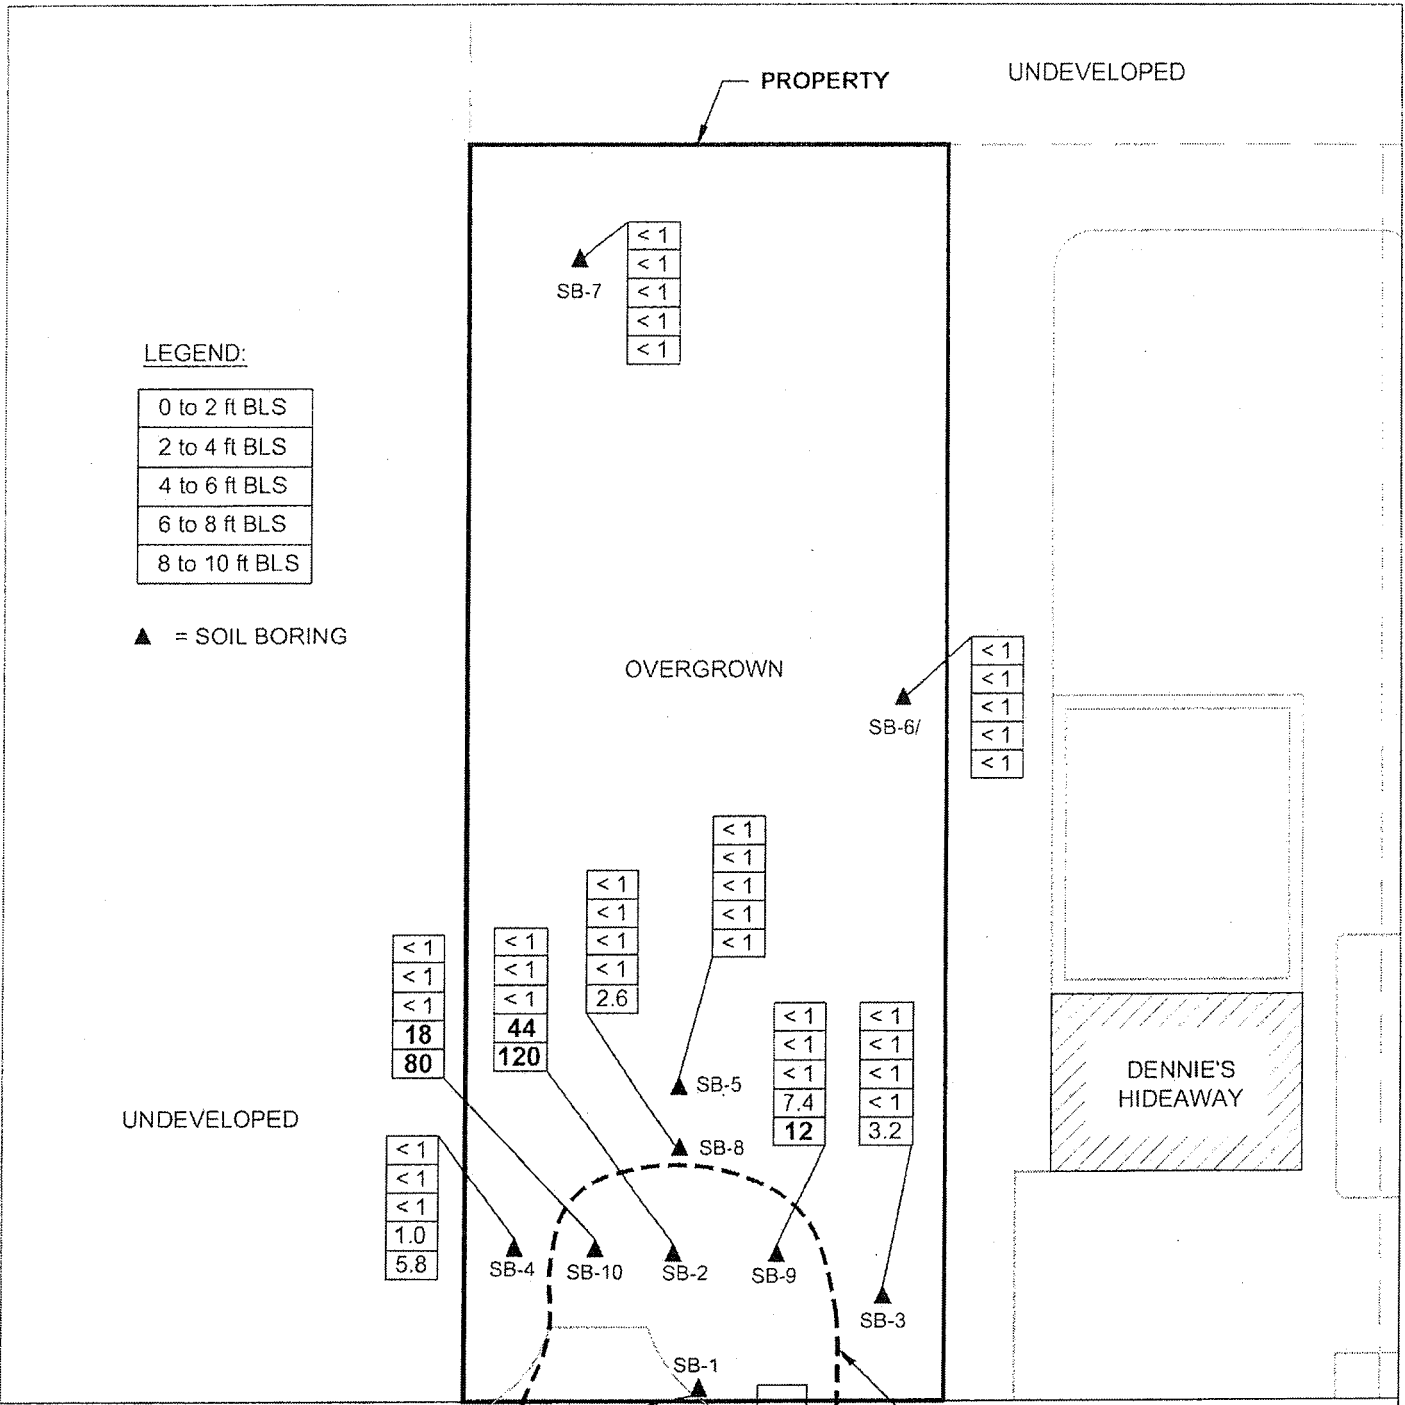 PROPERTY
UNDEVELOPED
< 1
< 1
< 1
< 1
< 1
SB-7
LEGEND:
0 to 2 ft BLS
2 to 4 ft BLS
4 to 6 ft BLS
6 to 8 ft BLS
8 to 10 ft BLS
▲ = SOIL BORING
OVERGROWN
< 1
< 1
< 1
< 1
< 1
SB-6/
< 1
< 1
< 1
< 1
< 1
SB-5
< 1
< 1
< 1
< 1
2.6
SB-8
< 1
< 1
< 1
44
120
SB-2
< 1
< 1
< 1
18
80
SB-10
< 1
< 1
< 1
7.4
12
SB-9
< 1
< 1
< 1
< 1
3.2
SB-3
DENNIE'S
HIDEAWAY
UNDEVELOPED
< 1
< 1
< 1
1.0
5.8
SB-4
SB-1